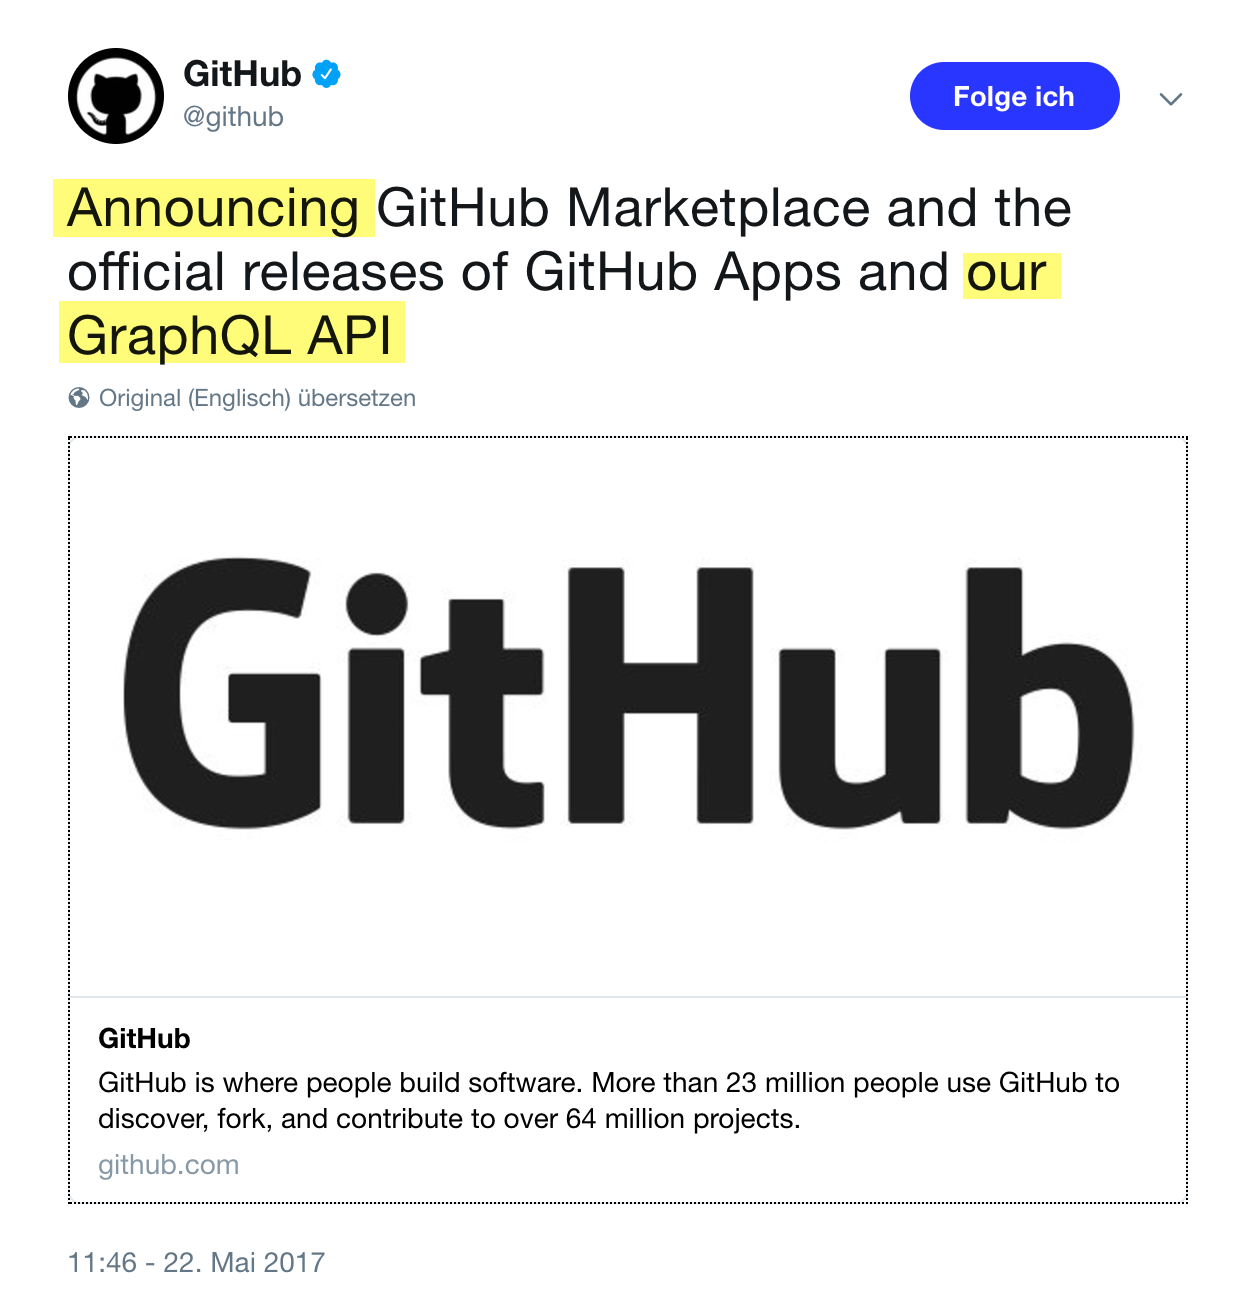 GitHub
@github
Folge ich
Announcing GitHub Marketplace and the
official releases of GitHub Apps and our
GraphQL API
Original (Englisch) übersetzen
GitHub
GitHub
GitHub is where people build software. More than 23 million people use GitHub to
discover, fork, and contribute to over 64 million projects.
github.com
11:46 - 22. Mai 2017